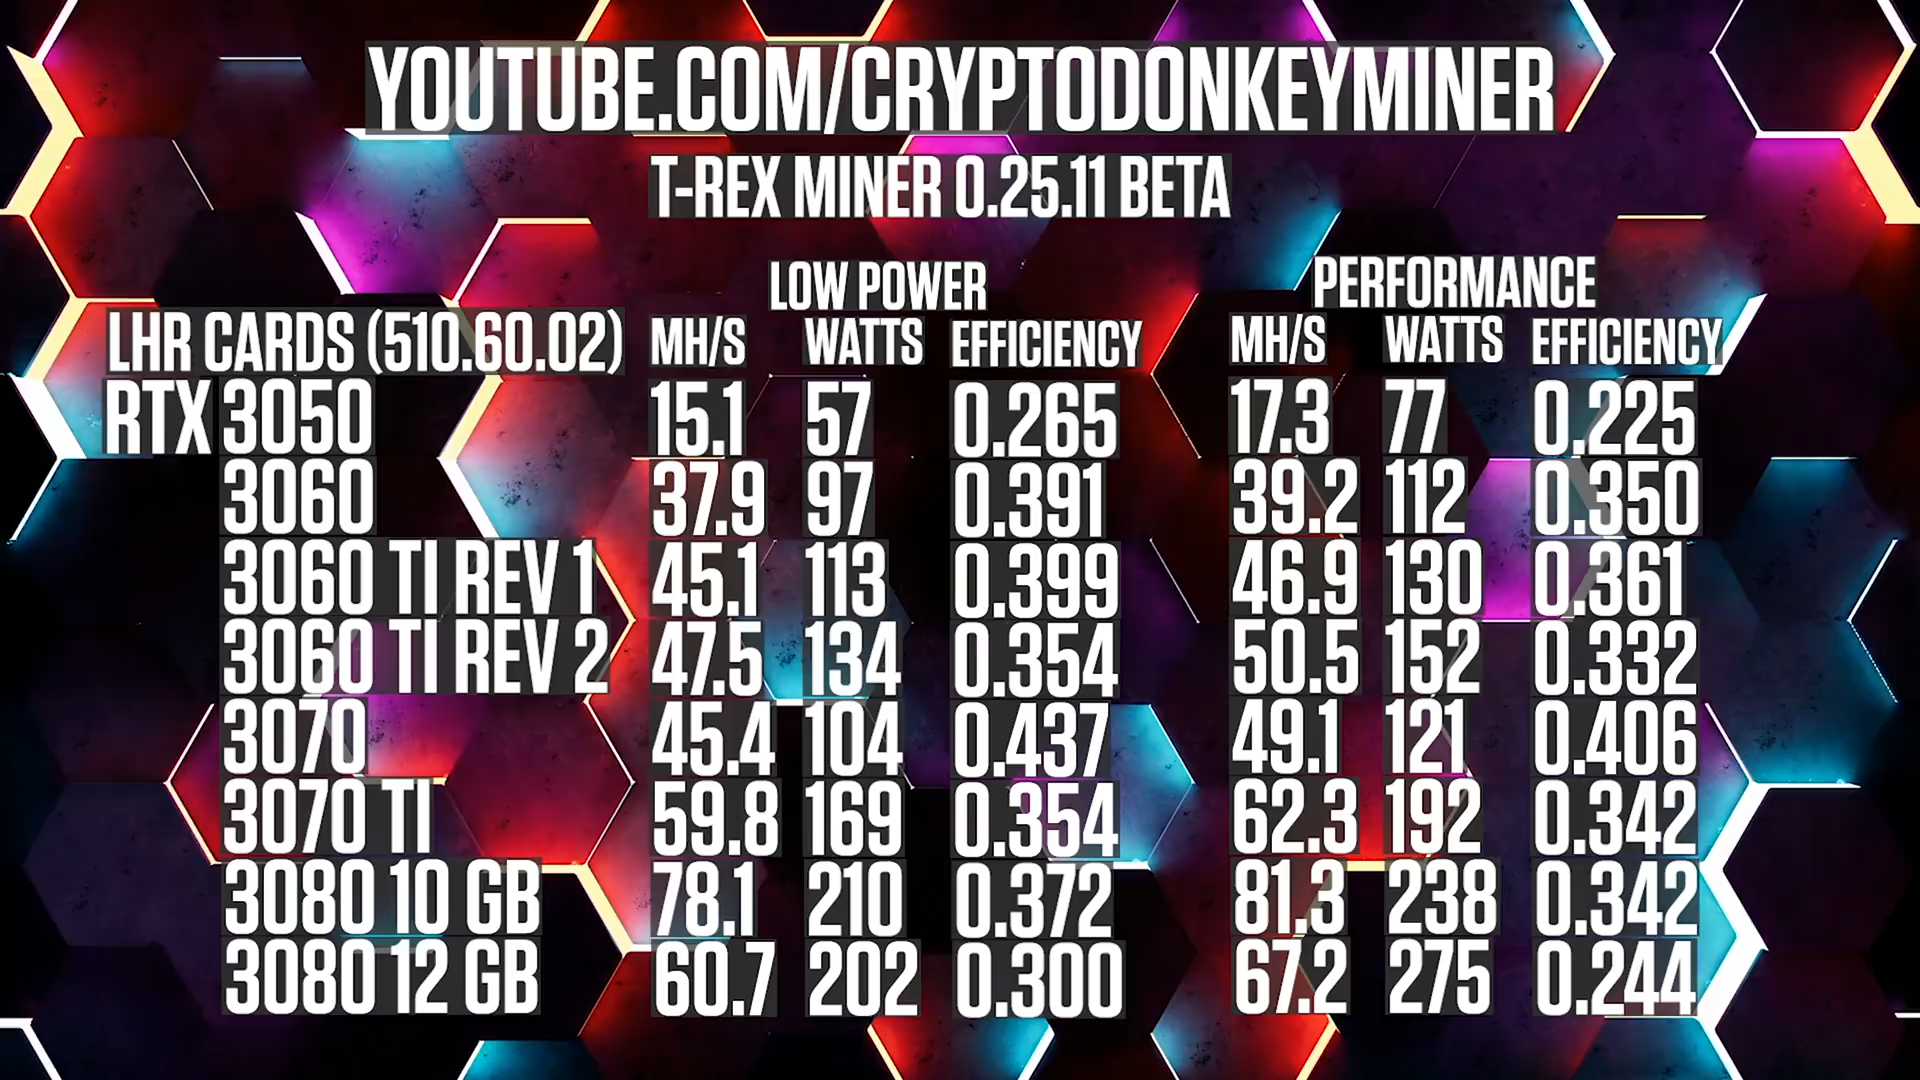 YOUTUBE.COM/CRYPTODONKEYMINER
T-REX MINER 0.25.11 BETA
LOW POWER PERFORMANCE
LHR CARDS (510.60.02) MH/S WATTS EFFICIENCY MH/S WATTS EFFICIENCY
RTX 3050 15.1 57 0.265 17.3 77 0.225
3060 37.9 97 0.391 39.2 112 0.350
3060 TI REV 1 45.1 113 0.399 46.9 130 0.361
3060 TI REV 2 47.5 134 0.354 50.5 152 0.332
3070 45.4 104 0.437 49.1 121 0.406
3070 TI 59.8 169 0.354 62.3 192 0.342
3080 10 GB 78.1 210 0.372 81.3 238 0.342
3080 12 GB 60.7 202 0.300 67.2 275 0.244